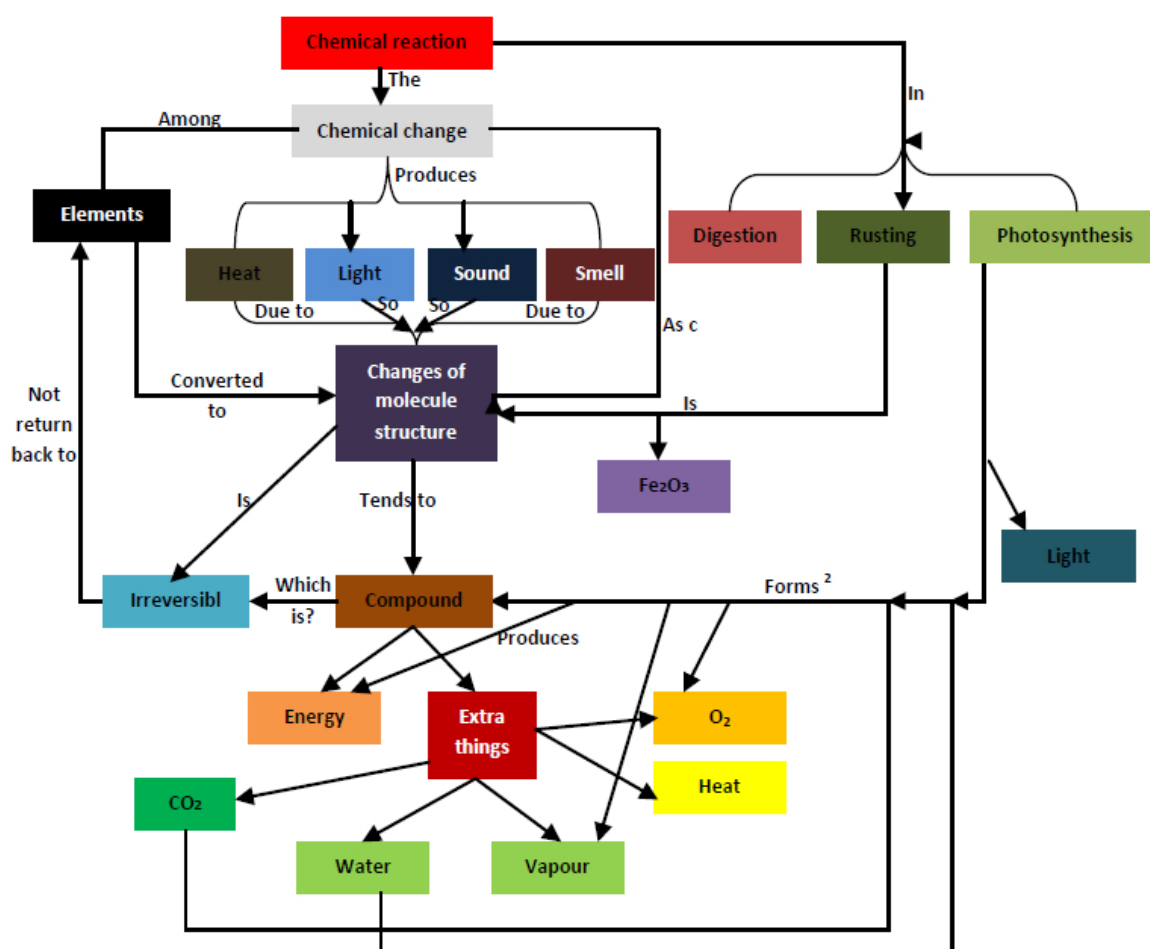 Chemical reaction
The
In
Among
Chemical change
Produces
Elements
Digestion
Rusting
Photosynthesis
Heat
Light
Sound
Smell
Due to
So
So
Due to
As c
Converted
to
Changes of
molecule
structure
Is
Not
return
back to
Fe₂O₃
Is
Tends to
Light
Irreversibl
Which
is?
Compound
Forms ²
Produces
Energy
Extra
things
O₂
Heat
CO₂
Water
Vapour